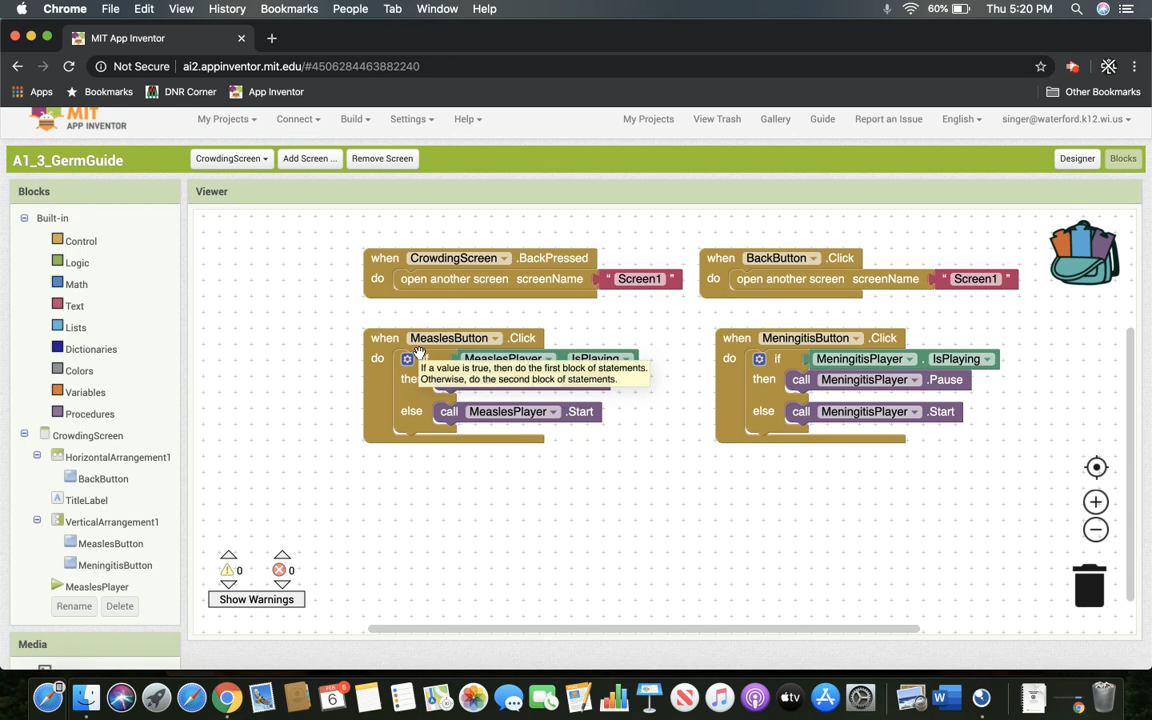 Chrome File Edit View History Bookmarks People Tab Window Help 60% Thu 5:20 PM
MIT App Inventor
Not Secure ai2.appinventor.mit.edu/#4506284463882240
Apps Bookmarks DNR Corner App Inventor Other Bookmarks
MIT
APP INVENTOR
My Projects Connect Build Settings Help My Projects View Trash Gallery Guide Report an Issue English singer@waterford.k12.wi.us
A1_3_GermGuide CrowdingScreen Add Screen ... Remove Screen Designer Blocks
Blocks
Viewer
Built-in
Control
Logic
Math
Text
Lists
Dictionaries
Colors
Variables
Procedures
CrowdingScreen
HorizontalArrangement1
BackButton
TitleLabel
VerticalArrangement1
MeaslesButton
MeningitisButton
MeaslesPlayer
Rename Delete
Media
when CrowdingScreen .BackPressed
do open another screen screenName " Screen1 "
when BackButton .Click
do open another screen screenName " Screen1 "
when MeaslesButton .Click
do MeaslesPlayer . IsPlaying
If a value is true, then do the first block of statements.
Otherwise, do the second block of statements.
else call MeaslesPlayer .Start
when MeningitisButton .Click
do if MeningitisPlayer . IsPlaying
then call MeningitisPlayer .Pause
else call MeningitisPlayer .Start
0 0
Show Warnings
FEB
6
tv